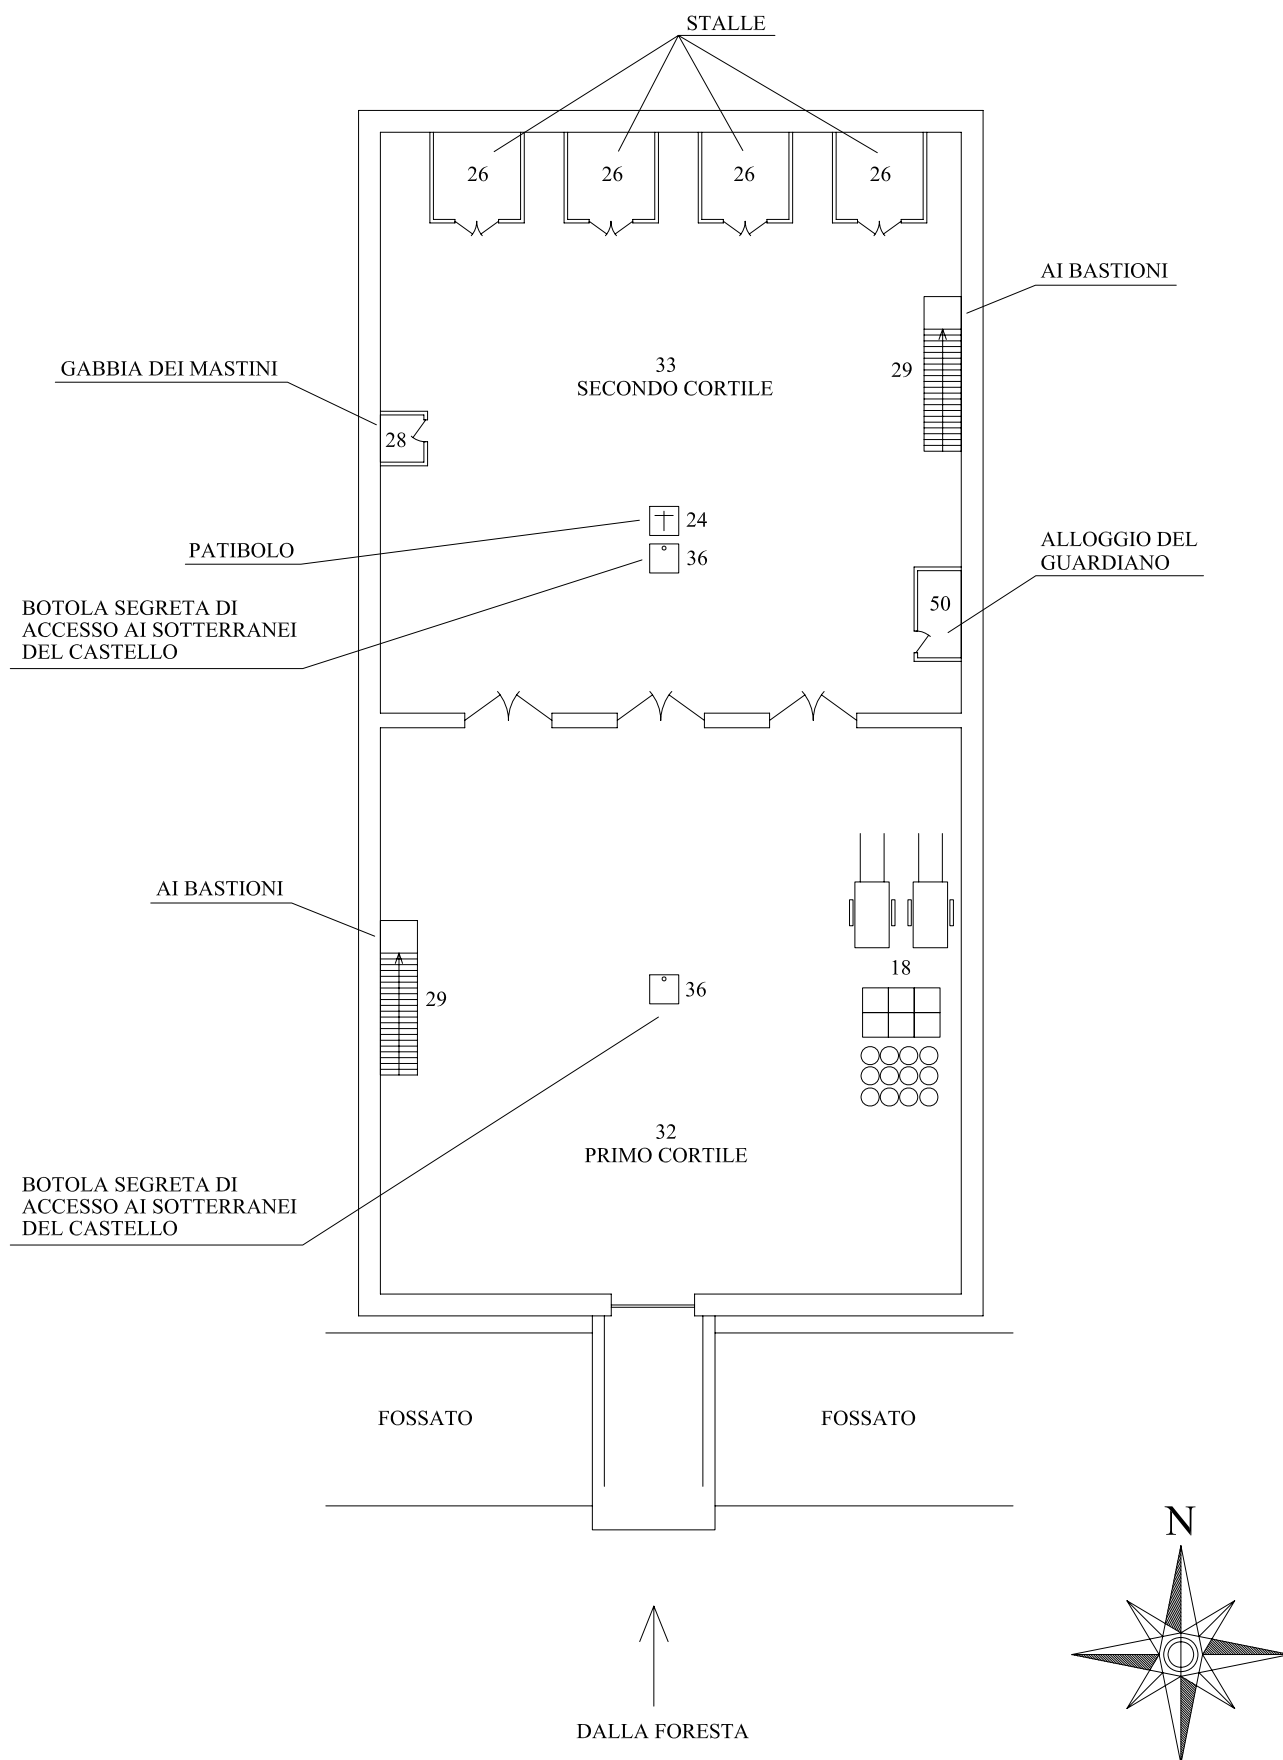 STALLE
26
26
26
26
AI BASTIONI
33
SECONDO CORTILE
29
GABBIA DEI MASTINI
28
24
PATIBOLO
36
ALLOGGIO DEL
GUARDIANO
50
BOTOLA SEGRETA DI
ACCESSO AI SOTTERRANEI
DEL CASTELLO
AI BASTIONI
29
18
36
32
PRIMO CORTILE
BOTOLA SEGRETA DI
ACCESSO AI SOTTERRANEI
DEL CASTELLO
FOSSATO
FOSSATO
N
DALLA FORESTA